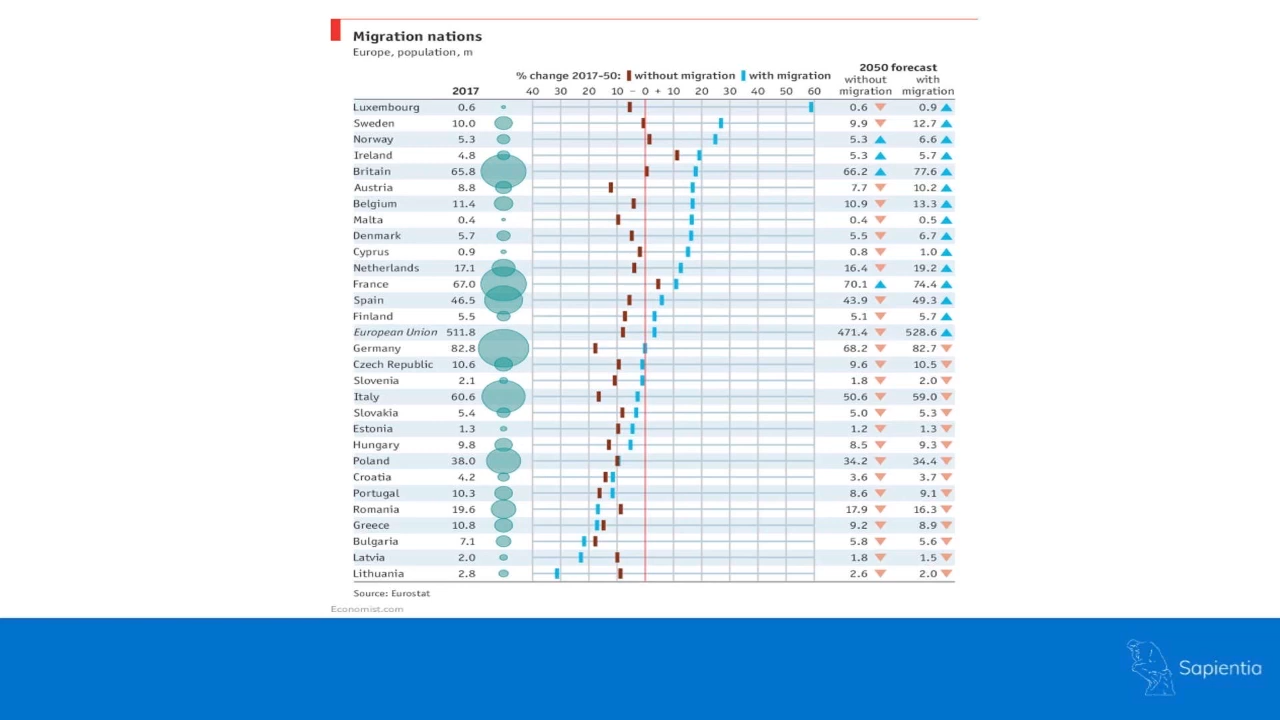 Migration nations
Europe, population, m
2050 forecast
% change 2017-50: without migration with migration without with
migration migration
2017 40 30 20 10 – 0 + 10 20 30 40 50 60
Luxembourg 0.6 0.6 0.9
Sweden 10.0 9.9 12.7
Norway 5.3 5.3 6.6
Ireland 4.8 5.3 5.7
Britain 65.8 66.2 77.6
Austria 8.8 7.7 10.2
Belgium 11.4 10.9 13.3
Malta 0.4 0.4 0.5
Denmark 5.7 5.5 6.7
Cyprus 0.9 0.8 1.0
Netherlands 17.1 16.4 19.2
France 67.0 70.1 74.4
Spain 46.5 43.9 49.3
Finland 5.5 5.1 5.7
European Union 511.8 471.4 528.6
Germany 82.8 68.2 82.7
Czech Republic 10.6 9.6 10.5
Slovenia 2.1 1.8 2.0
Italy 60.6 50.6 59.0
Slovakia 5.4 5.0 5.3
Estonia 1.3 1.2 1.3
Hungary 9.8 8.5 9.3
Poland 38.0 34.2 34.4
Croatia 4.2 3.6 3.7
Portugal 10.3 8.6 9.1
Romania 19.6 17.9 16.3
Greece 10.8 9.2 8.9
Bulgaria 7.1 5.8 5.6
Latvia 2.0 1.8 1.5
Lithuania 2.8 2.6 2.0
Source: Eurostat
Economist.com
Sapientia